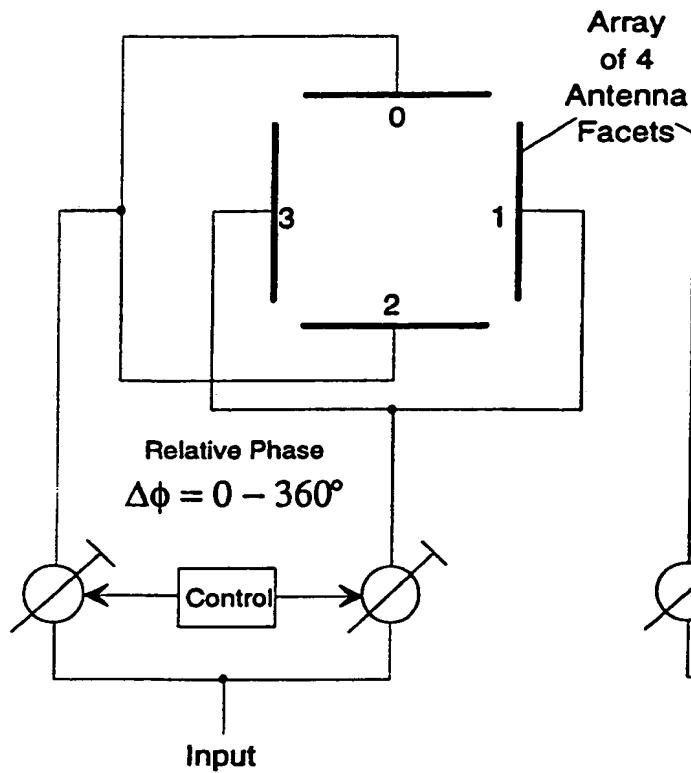 Array
of 4
Antenna
Facets
0
3
1
2
Relative Phase
Δϕ = 0 – 360°
Control
Input